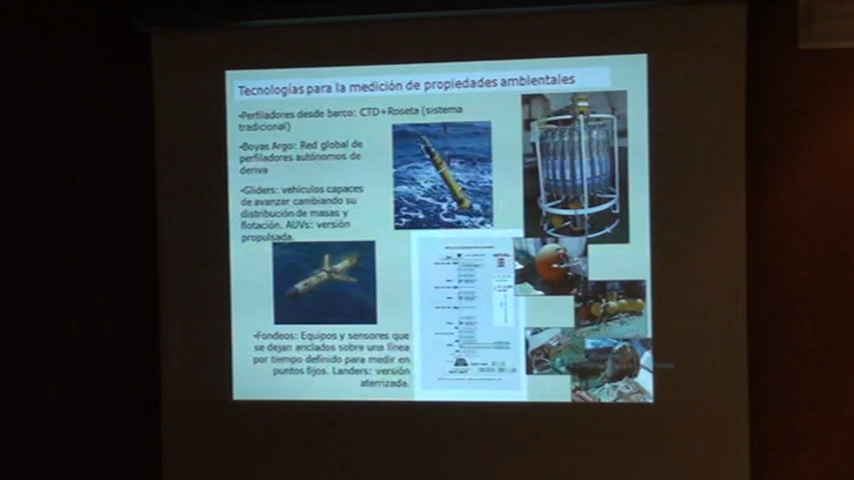 Tecnologías para la medición de propiedades ambientales
•Perfiladores desde barco: CTD+Roseta (sistema
tradicional)
•Boyas Argo: Red global de
perfiladores autónomos de
deriva
•Gliders: vehículos capaces
de avanzar cambiando su
distribución de masas y
flotación. AUVs: versión
propulsada.
•Fondeos: Equipos y sensores que
se dejan anclados sobre una línea
por tiempo definido para medir en
puntos fijos. Landers: versión
aterrizada.